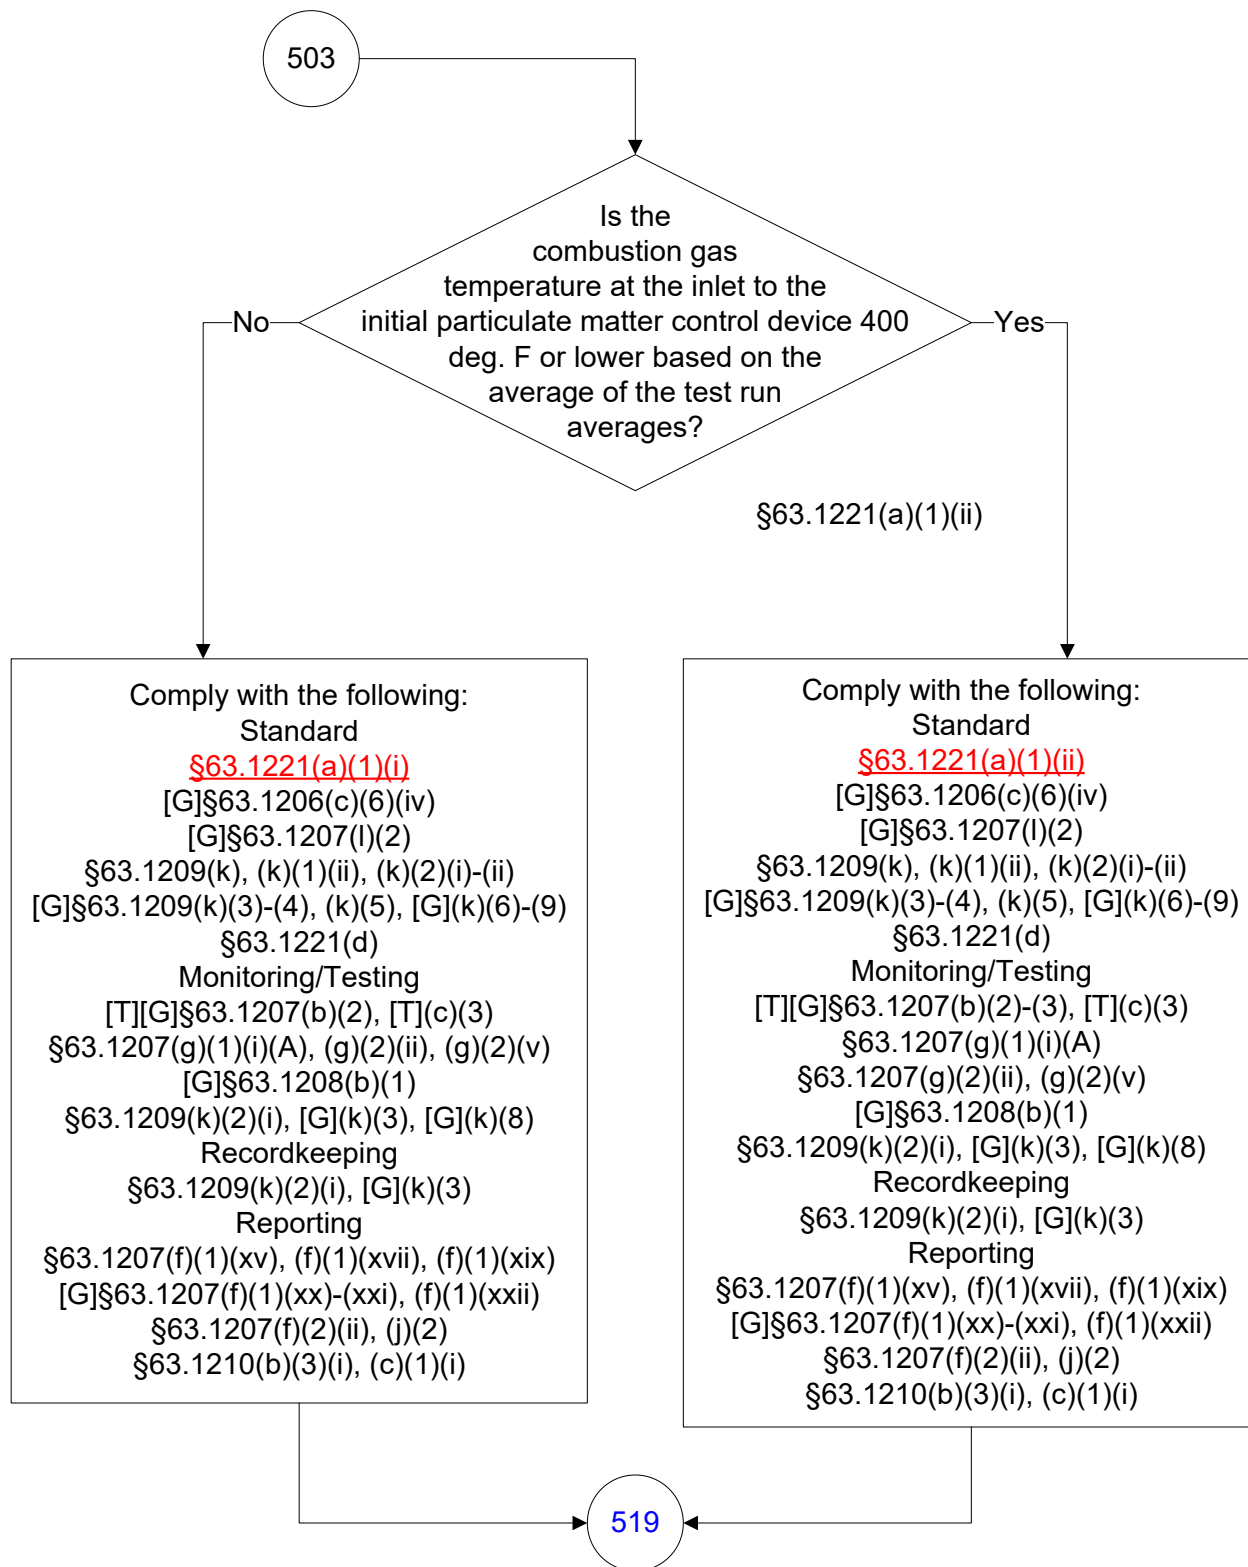 503
Is the
combustion gas
temperature at the inlet to the
initial particulate matter control device 400
deg. F or lower based on the
average of the test run
averages?
No
Yes
§63.1221(a)(1)(ii)
Comply with the following:
Standard
§63.1221(a)(1)(i)
[G]§63.1206(c)(6)(iv)
[G]§63.1207(l)(2)
§63.1209(k), (k)(1)(ii), (k)(2)(i)-(ii)
[G]§63.1209(k)(3)-(4), (k)(5), [G](k)(6)-(9)
§63.1221(d)
Monitoring/Testing
[T][G]§63.1207(b)(2), [T](c)(3)
§63.1207(g)(1)(i)(A), (g)(2)(ii), (g)(2)(v)
[G]§63.1208(b)(1)
§63.1209(k)(2)(i), [G](k)(3), [G](k)(8)
Recordkeeping
§63.1209(k)(2)(i), [G](k)(3)
Reporting
§63.1207(f)(1)(xv), (f)(1)(xvii), (f)(1)(xix)
[G]§63.1207(f)(1)(xx)-(xxi), (f)(1)(xxii)
§63.1207(f)(2)(ii), (j)(2)
§63.1210(b)(3)(i), (c)(1)(i)
Comply with the following:
Standard
§63.1221(a)(1)(ii)
[G]§63.1206(c)(6)(iv)
[G]§63.1207(l)(2)
§63.1209(k), (k)(1)(ii), (k)(2)(i)-(ii)
[G]§63.1209(k)(3)-(4), (k)(5), [G](k)(6)-(9)
§63.1221(d)
Monitoring/Testing
[T][G]§63.1207(b)(2)-(3), [T](c)(3)
§63.1207(g)(1)(i)(A)
§63.1207(g)(2)(ii), (g)(2)(v)
[G]§63.1208(b)(1)
§63.1209(k)(2)(i), [G](k)(3), [G](k)(8)
Recordkeeping
§63.1209(k)(2)(i), [G](k)(3)
Reporting
§63.1207(f)(1)(xv), (f)(1)(xvii), (f)(1)(xix)
[G]§63.1207(f)(1)(xx)-(xxi), (f)(1)(xxii)
§63.1207(f)(2)(ii), (j)(2)
§63.1210(b)(3)(i), (c)(1)(i)
519